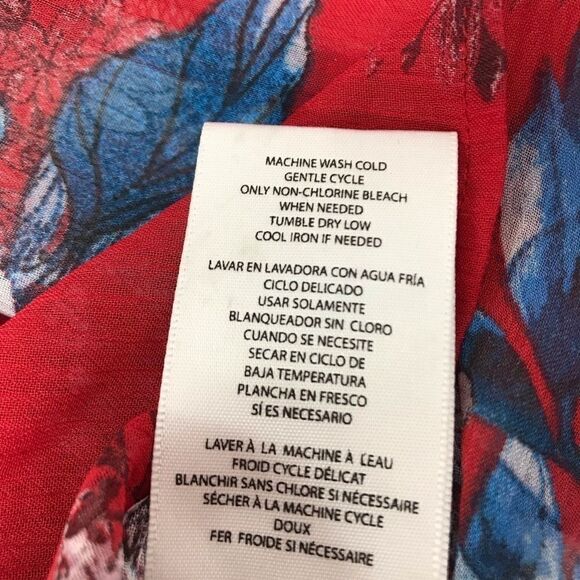 MACHINE WASH COLD
GENTLE CYCLE
ONLY NON-CHLORINE BLEACH
WHEN NEEDED
TUMBLE DRY LOW
COOL IRON IF NEEDED
LAVAR EN LAVADORA CON AGUA FRÍA
CICLO DELICADO
USAR SOLAMENTE
BLANQUEADOR SIN CLORO
CUANDO SE NECESITE
SECAR EN CICLO DE
BAJA TEMPERATURA
PLANCHA EN FRESCO
SÍ ES NECESARIO
LAVER À LA MACHINE À L'EAU
FROID CYCLE DÉLICAT
BLANCHIR SANS CHLORE SI NÉCESSAIRE
SÉCHER À LA MACHINE CYCLE
DOUX
FER FROIDE SI NÉCESSAIRE